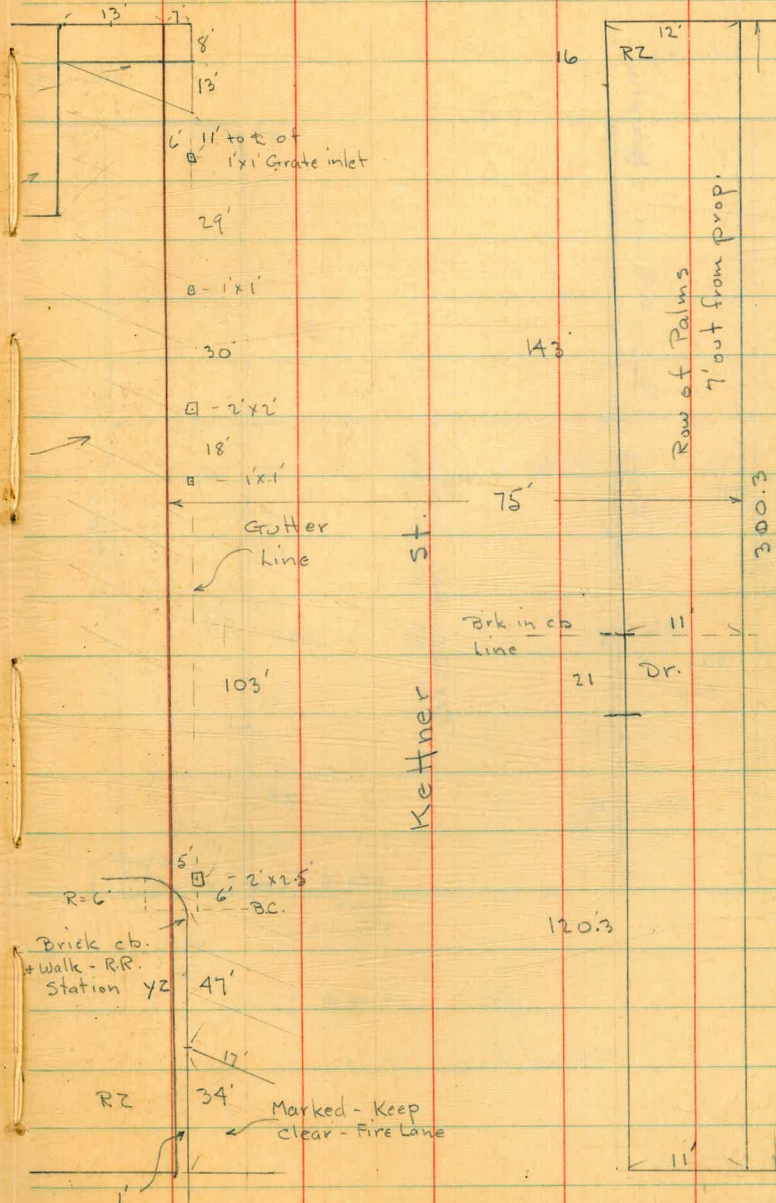 13' 7'
8'
13'
6' 11' to ℄ of
1'x1' Grate inlet
29'
- 1'x1'
30'
- 2'x2'
18'
- 1'x1'
Gutter
Line
103'
5'
- 2'x2.5'
6'
B.C.
R=6'
Brick cb.
+ Walk - R.R.
Station
Y2
47'
17'
R2
34'
Marked - Keep
clear - Fire Lane
1'
Kettner St.
75'
16
R2
12'
143'
Row of Palms
7' out from prop.
300.3
Brk. in cb
Line
11'
21
Dr.
120.3
11'